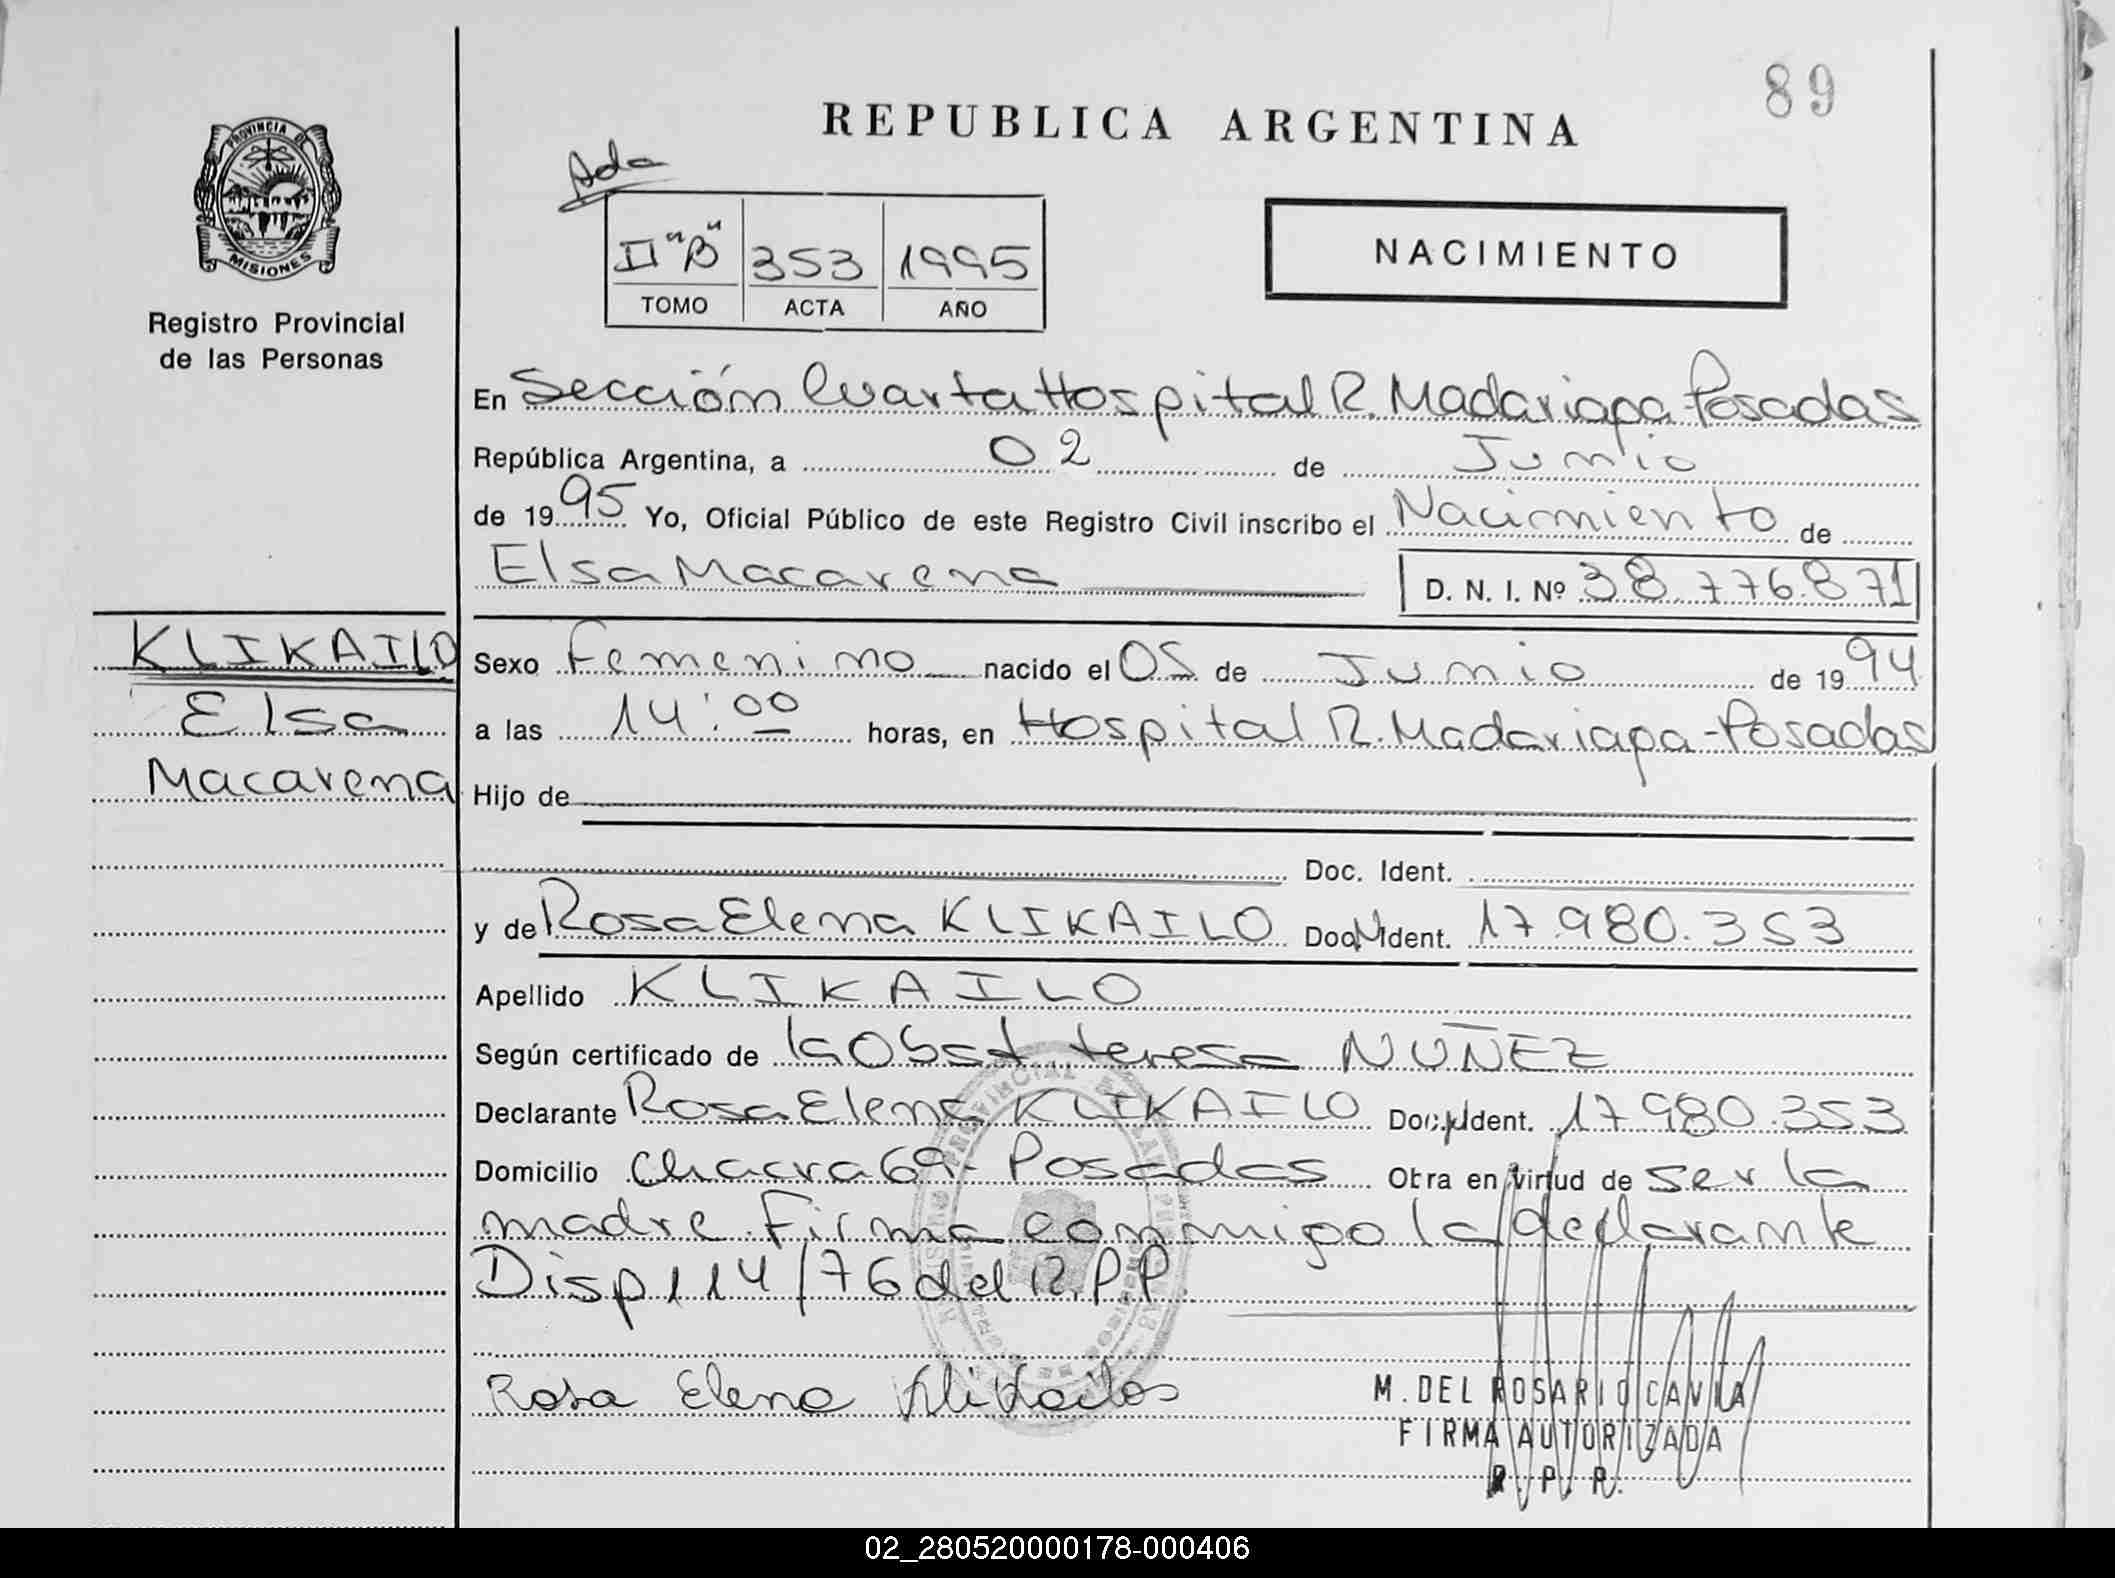 89
REPUBLICA ARGENTINA
PROVINCIA DE
MISIONES
Registro Provincial
de las Personas
Ada
II "B" 353 1995
TOMO ACTA AÑO
NACIMIENTO
En Sección Cuarta Hospital R. Madariaga - Posadas
República Argentina, a 02 de Junio
de 1995 Yo, Oficial Público de este Registro Civil inscribo el Nacimiento de
Elsa Macarena D. N. I. Nº 38.776.871
KLIKAILO
Elsa
Macarena
Sexo Femenino nacido el 05 de Junio de 1994
a las 14:00 horas, en Hospital R. Madariaga - Posadas
Hijo de
Doc. Ident.
y de Rosa Elena KLIKAILO Doc. Ident. 17.980.353
Apellido KLIKAILO
Según certificado de la Obst Teresa NUÑEZ
Declarante Rosa Elena KLIKAILO Doc. Ident. 17.980.353
Domicilio Chacra 69 - Posadas Obra en virtud de ser la
madre. Firma conmigo la declarante
Disp 114/76 del R.P.P.
Rosa Elena Klikailos
M. DEL ROSARIO CAVIA
FIRMA AUTORIZADA
R. P. P.
02_280520000178-000406